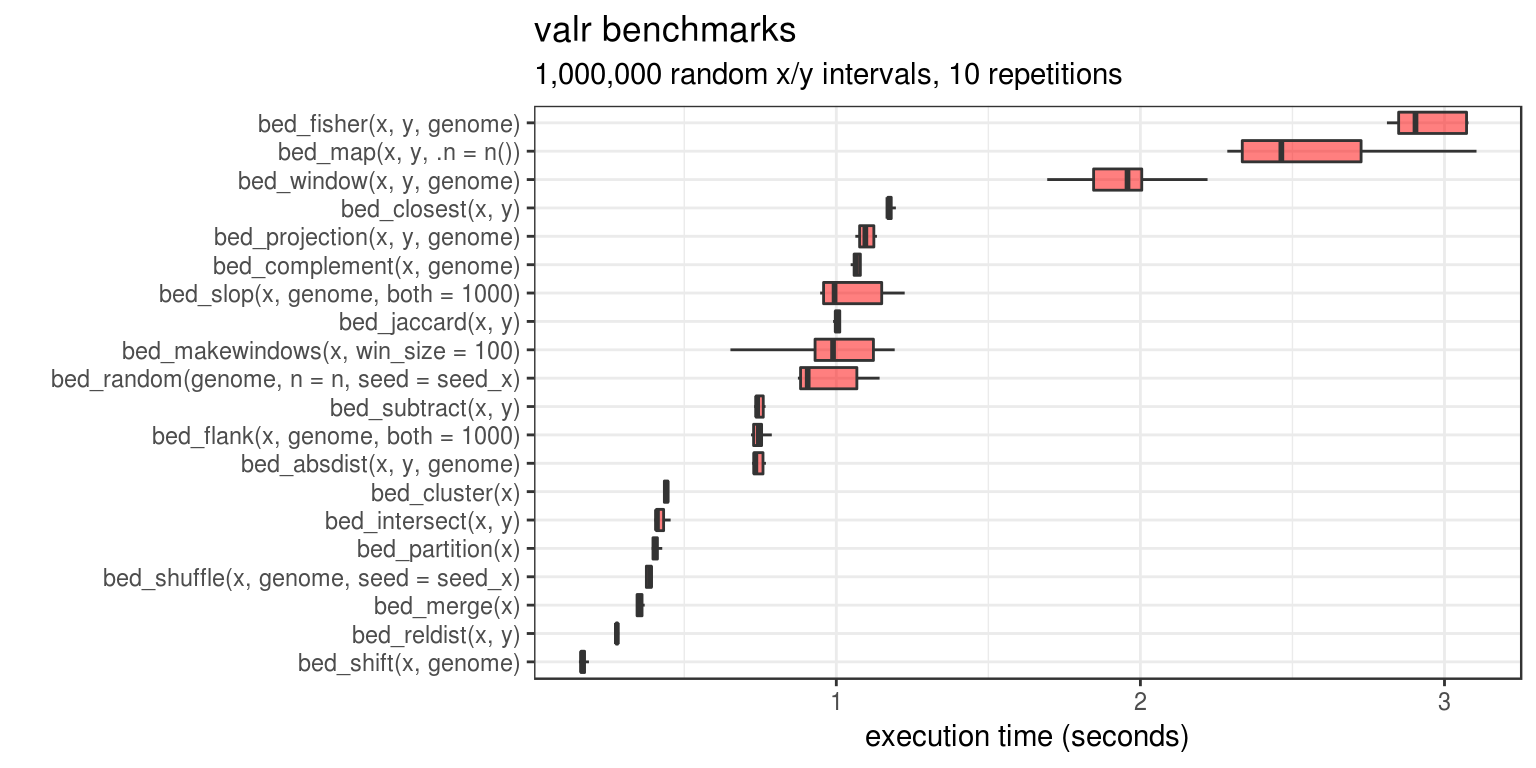 valr benchmarks
1,000,000 random x/y intervals, 10 repetitions
bed_fisher(x, y, genome)
bed_map(x, y, .n = n())
bed_window(x, y, genome)
bed_closest(x, y)
bed_projection(x, y, genome)
bed_complement(x, genome)
bed_slop(x, genome, both = 1000)
bed_jaccard(x, y)
bed_makewindows(x, win_size = 100)
bed_random(genome, n = n, seed = seed_x)
bed_subtract(x, y)
bed_flank(x, genome, both = 1000)
bed_absdist(x, y, genome)
bed_cluster(x)
bed_intersect(x, y)
bed_partition(x)
bed_shuffle(x, genome, seed = seed_x)
bed_merge(x)
bed_reldist(x, y)
bed_shift(x, genome)
1 2 3
execution time (seconds)